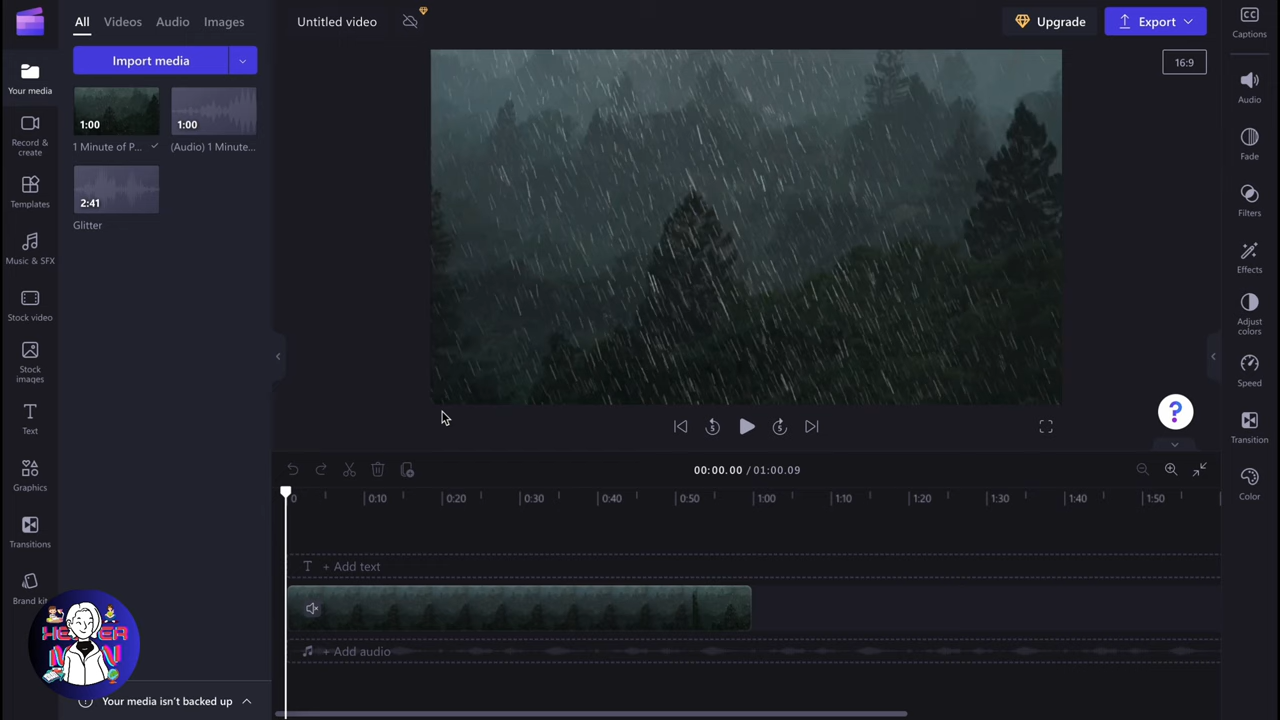 All Videos Audio Images
Untitled video
Upgrade
Export
CC
Captions
Import media
16:9
Your media
1:00
1:00
1 Minute of P...
(Audio) 1 Minute...
2:41
Glitter
Record &
create
Templates
Music & SFX
Stock video
Stock
images
Text
Graphics
Transitions
Brand kit
Audio
Fade
Filters
Effects
Adjust
colors
Speed
Transition
Color
5
5
?
00:00.00 / 01:00.09
0 0:10 0:20 0:30 0:40 0:50 1:00 1:10 1:20 1:30 1:40 1:50
T + Add text
+ Add audio
Your media isn't backed up